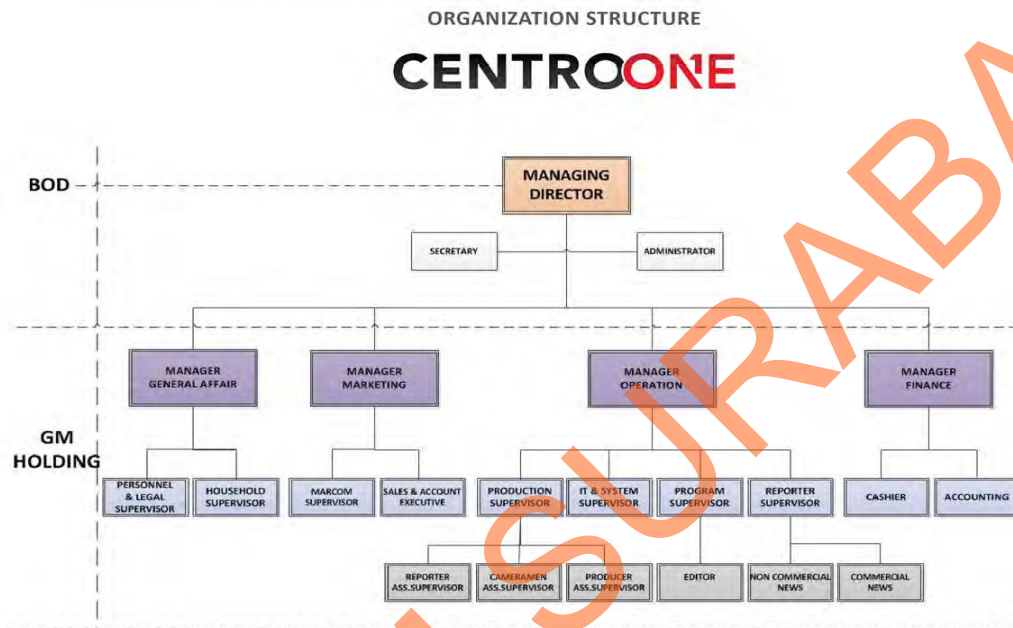 ORGANIZATION STRUCTURE
CENTROONE
BOD
MANAGING
DIRECTOR
SECRETARY
ADMINISTRATOR
MANAGER
GENERAL AFFAIR
MANAGER
MARKETING
MANAGER
OPERATION
MANAGER
FINANCE
GM
HOLDING
PERSONNEL
& LEGAL
SUPERVISOR
HOUSEHOLD
SUPERVISOR
MARCOM
SUPERVISOR
SALES & ACCOUNT
EXECUTIVE
PRODUCTION
SUPERVISOR
IT & SYSTEM
SUPERVISOR
PROGRAM
SUPERVISOR
REPORTER
SUPERVISOR
CASHIER
ACCOUNTING
REPORTER
ASS.SUPERVISOR
CAMERAMEN
ASS.SUPERVISOR
PRODUCER
ASS.SUPERVISOR
EDITOR
NON COMMERCIAL
NEWS
COMMERCIAL
NEWS
SURABA